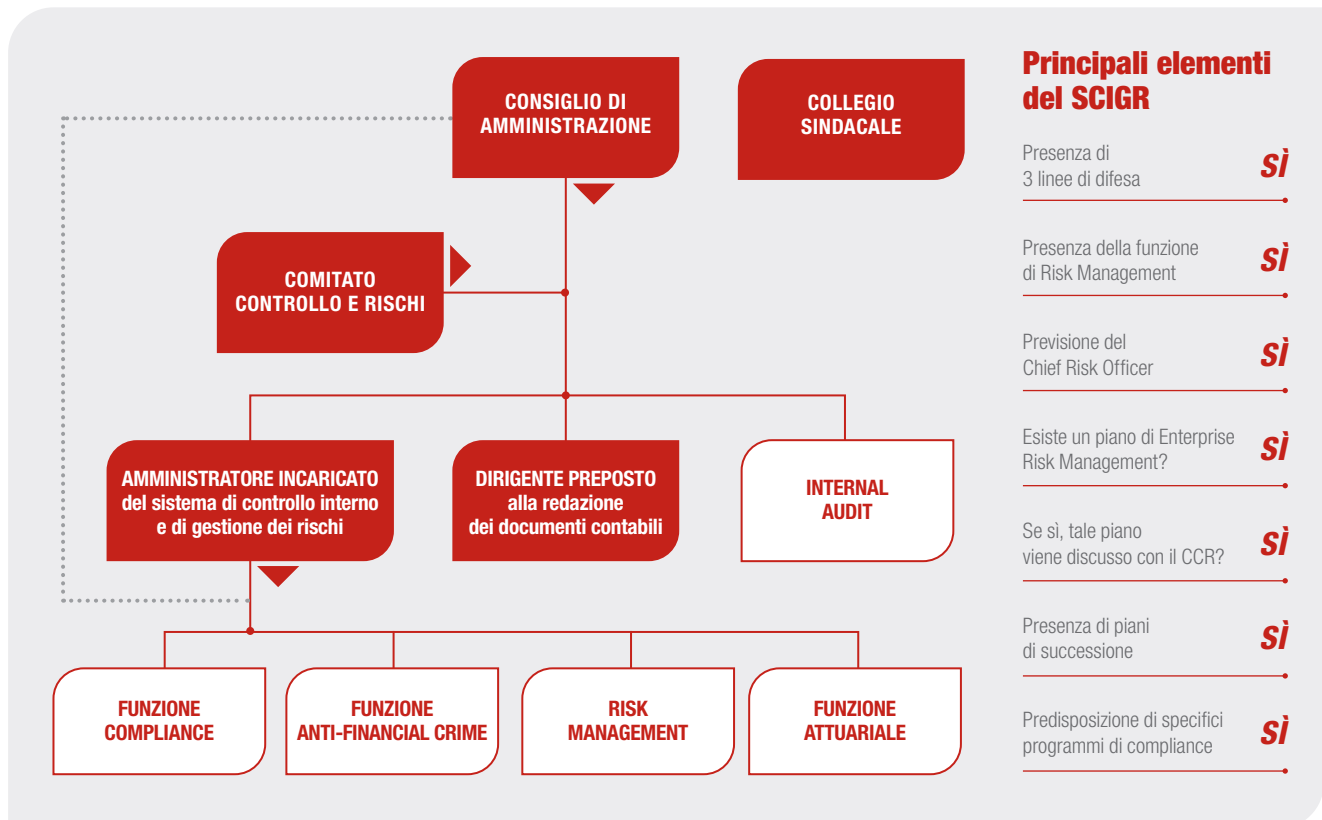 CONSIGLIO DI
AMMINISTRAZIONE
COLLEGIO
SINDACALE
COMITATO
CONTROLLO E RISCHI
AMMINISTRATORE INCARICATO
del sistema di controllo interno
e di gestione dei rischi
DIRIGENTE PREPOSTO
alla redazione
dei documenti contabili
INTERNAL
AUDIT
FUNZIONE
COMPLIANCE
FUNZIONE
ANTI-FINANCIAL CRIME
RISK
MANAGEMENT
FUNZIONE
ATTUARIALE
Principali elementi
del SCIGR
Presenza di
3 linee di difesa
SÌ
Presenza della funzione
di Risk Management
SÌ
Previsione del
Chief Risk Officer
SÌ
Esiste un piano di Enterprise
Risk Management?
SÌ
Se sì, tale piano
viene discusso con il CCR?
SÌ
Presenza di piani
di successione
SÌ
Predisposizione di specifici
programmi di compliance
SÌ